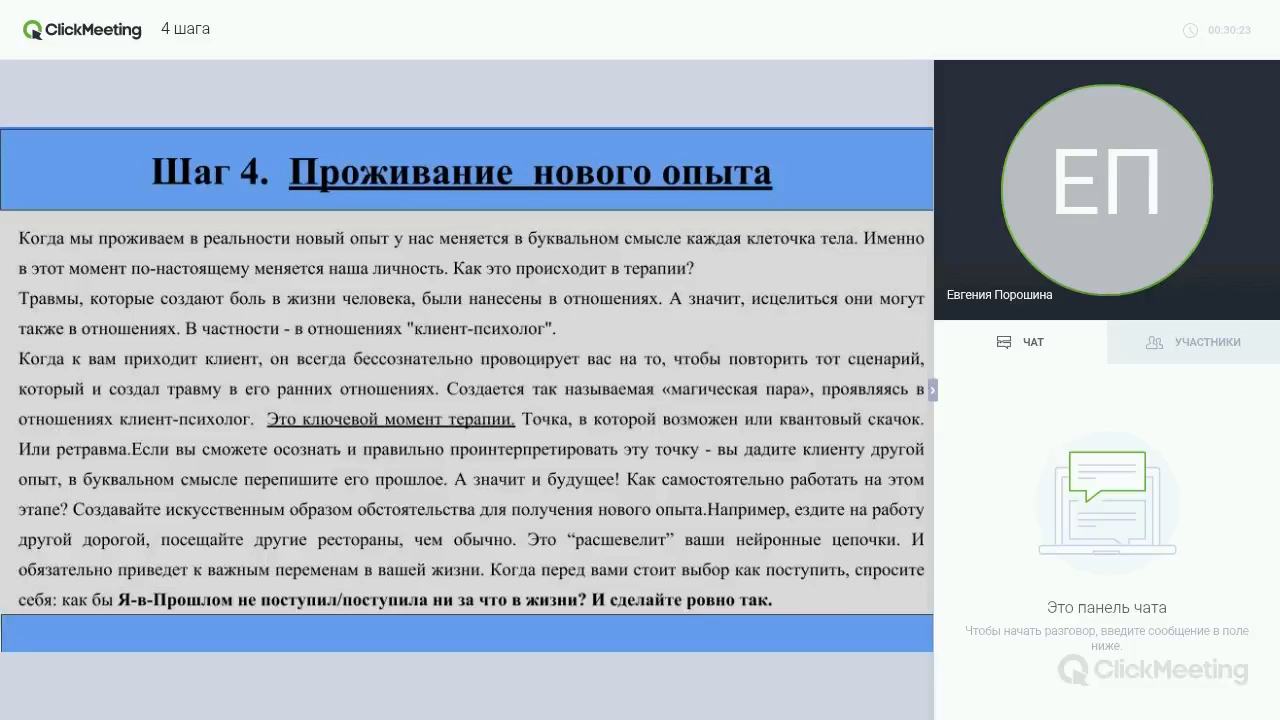 ClickMeeting 4 шага
00:30:23
Шаг 4. Проживание нового опыта
Когда мы проживаем в реальности новый опыт у нас меняется в буквальном смысле каждая клеточка тела. Именно
в этот момент по-настоящему меняется наша личность. Как это происходит в терапии?
Травмы, которые создают боль в жизни человека, были нанесены в отношениях. А значит, исцелиться они могут
также в отношениях. В частности - в отношениях "клиент-психолог".
Когда к вам приходит клиент, он всегда бессознательно провоцирует вас на то, чтобы повторить тот сценарий,
который и создал травму в его ранних отношениях. Создается так называемая «магическая пара», проявляясь в
отношениях клиент-психолог. Это ключевой момент терапии. Точка, в которой возможен или квантовый скачок.
Или ретравма.Если вы сможете осознать и правильно проинтерпретировать эту точку - вы дадите клиенту другой
опыт, в буквальном смысле перепишите его прошлое. А значит и будущее! Как самостоятельно работать на этом
этапе? Создавайте искусственным образом обстоятельства для получения нового опыта.Например, ездите на работу
другой дорогой, посещайте другие рестораны, чем обычно. Это “расшевелит” ваши нейронные цепочки. И
обязательно приведет к важным переменам в вашей жизни. Когда перед вами стоит выбор как поступить, спросите
себя: как бы Я-в-Прошлом не поступил/поступила ни за что в жизни? И сделайте ровно так.
ЕП
Евгения Порошина
ЧАТ
УЧАСТНИКИ
Это панель чата
Чтобы начать разговор, введите сообщение в поле
ниже.
ClickMeeting